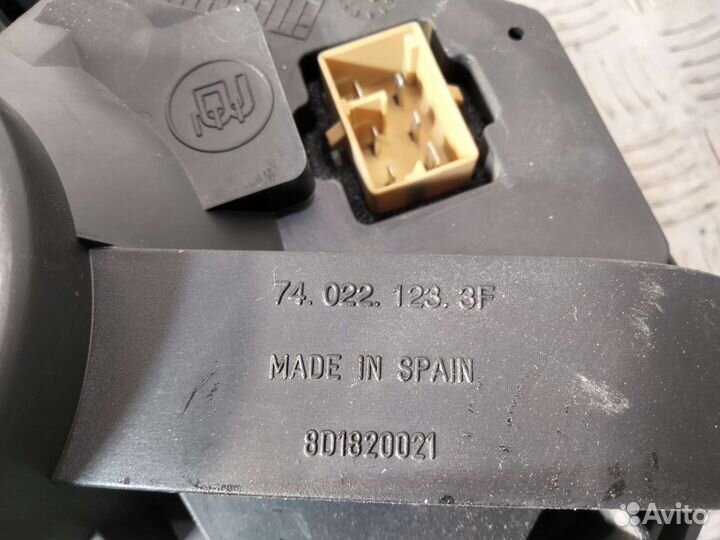 74. 022. 123. 3F
MADE IN SPAIN
8D1820021
Avito